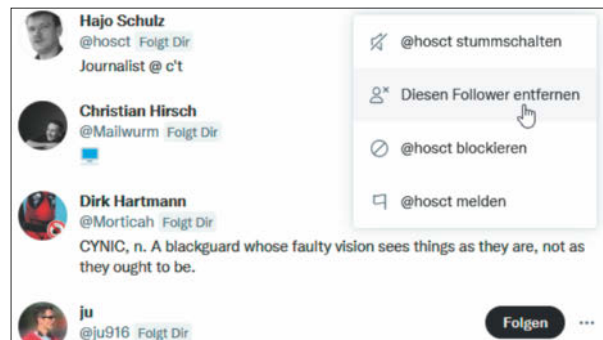 Hajo Schulz
@hosct Folgt Dir
Journalist @ c't
@hosct stummschalten
Diesen Follower entfernen
@hosct blockieren
@hosct melden
Christian Hirsch
@Mailwurm Folgt Dir
Dirk Hartmann
@Morticah Folgt Dir
CYNIC, n. A blackguard whose faulty vision sees things as they are, not as
they ought to be.
ju
@ju916 Folgt Dir
Folgen